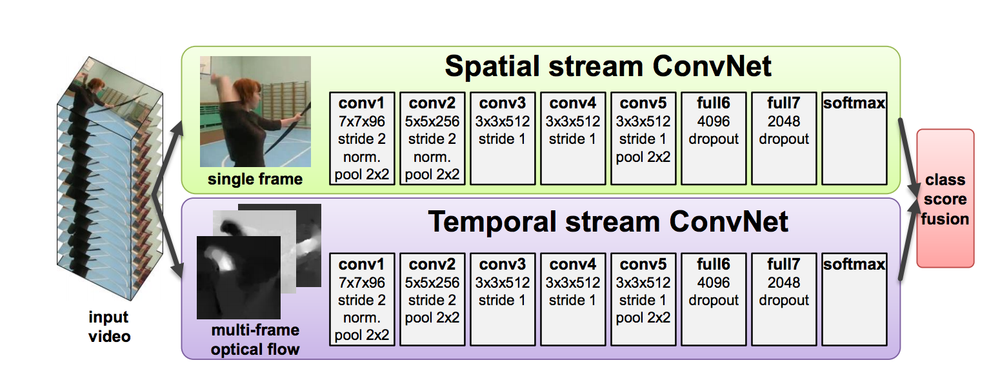 Spatial stream ConvNet
single frame
conv1
7x7x96
stride 2
norm.
pool 2x2
conv2
5x5x256
stride 2
norm.
pool 2x2
conv3
3x3x512
stride 1
conv4
3x3x512
stride 1
conv5
3x3x512
stride 1
pool 2x2
full6
4096
dropout
full7
2048
dropout
softmax
Temporal stream ConvNet
multi-frame
optical flow
conv1
7x7x96
stride 2
norm.
pool 2x2
conv2
5x5x256
stride 2
pool 2x2
conv3
3x3x512
stride 1
conv4
3x3x512
stride 1
conv5
3x3x512
stride 1
pool 2x2
full6
4096
dropout
full7
2048
dropout
softmax
input
video
class
score
fusion